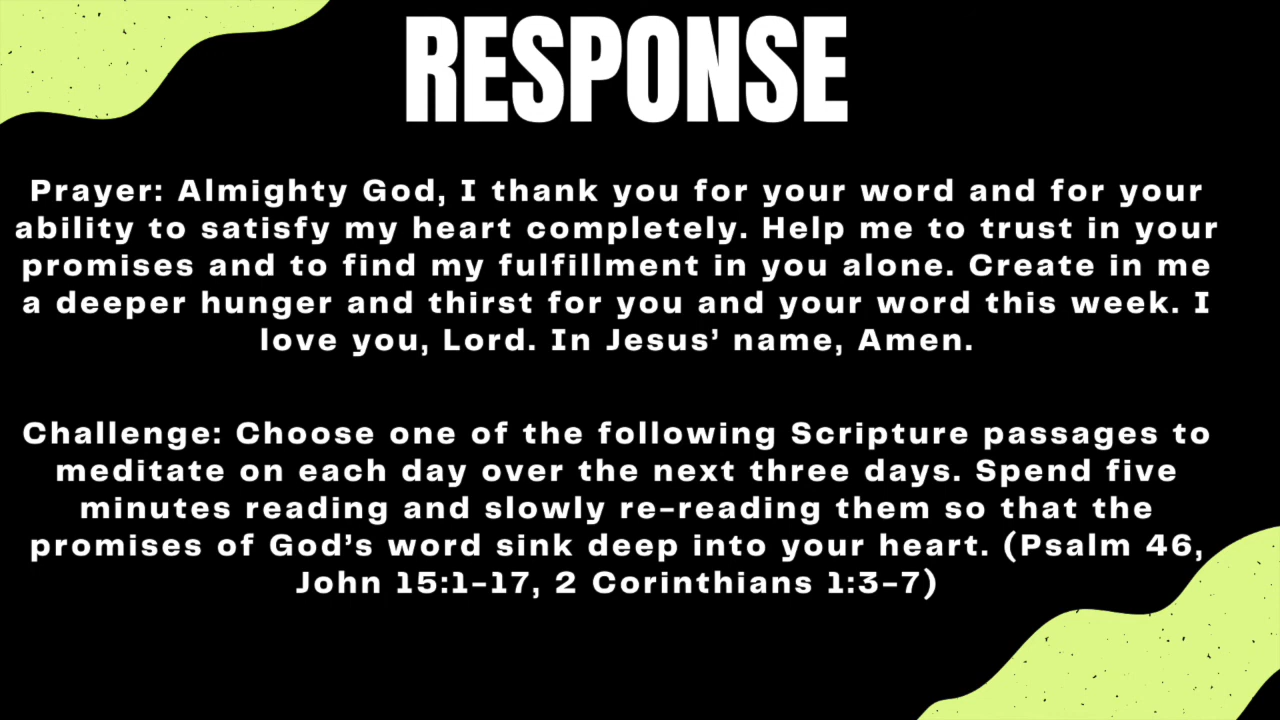 RESPONSE
Prayer: Almighty God, I thank you for your word and for your
ability to satisfy my heart completely. Help me to trust in your
promises and to find my fulfillment in you alone. Create in me
a deeper hunger and thirst for you and your word this week. I
love you, Lord. In Jesus’ name, Amen.
Challenge: Choose one of the following Scripture passages to
meditate on each day over the next three days. Spend five
minutes reading and slowly re-reading them so that the
promises of God’s word sink deep into your heart. (Psalm 46,
John 15:1-17, 2 Corinthians 1:3-7)